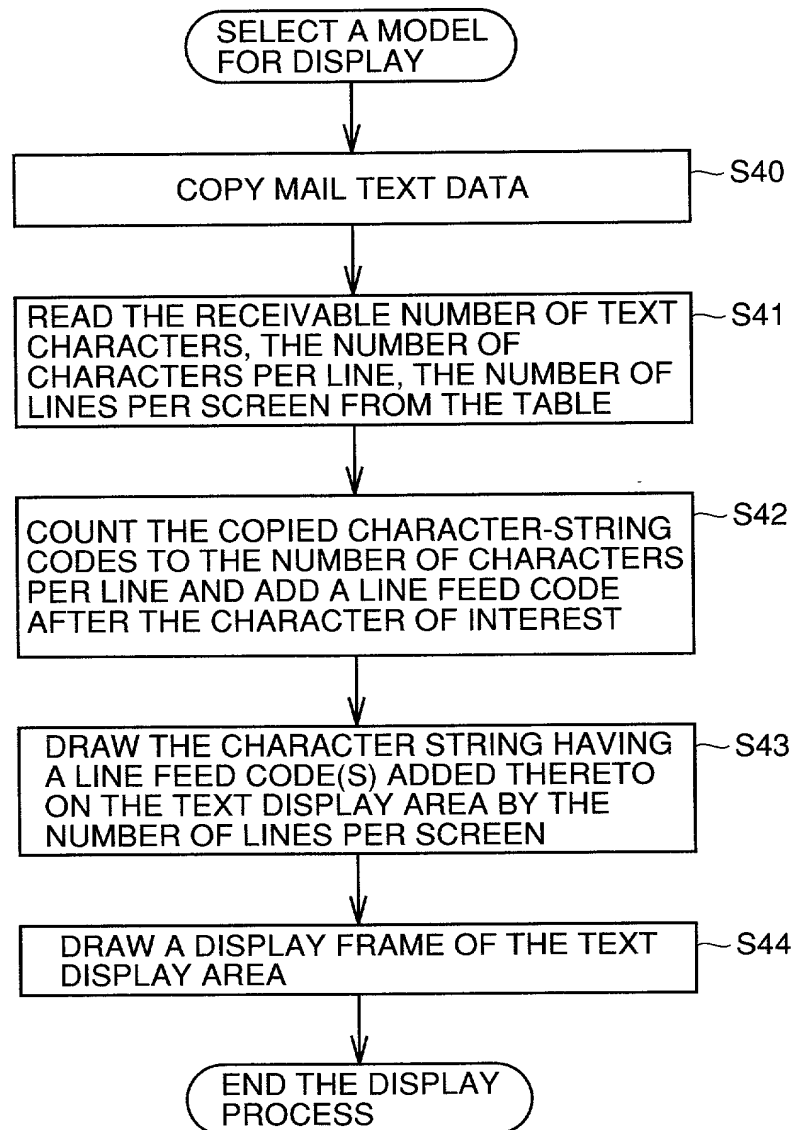 SELECT A MODEL
FOR DISPLAY
COPY MAIL TEXT DATA
S40
READ THE RECEIVABLE NUMBER OF TEXT
CHARACTERS, THE NUMBER OF
CHARACTERS PER LINE, THE NUMBER OF
LINES PER SCREEN FROM THE TABLE
S41
COUNT THE COPIED CHARACTER-STRING
CODES TO THE NUMBER OF CHARACTERS
PER LINE AND ADD A LINE FEED CODE
AFTER THE CHARACTER OF INTEREST
S42
DRAW THE CHARACTER STRING HAVING
A LINE FEED CODE(S) ADDED THERETO
ON THE TEXT DISPLAY AREA BY THE
NUMBER OF LINES PER SCREEN
S43
DRAW A DISPLAY FRAME OF THE TEXT
DISPLAY AREA
S44
END THE DISPLAY
PROCESS